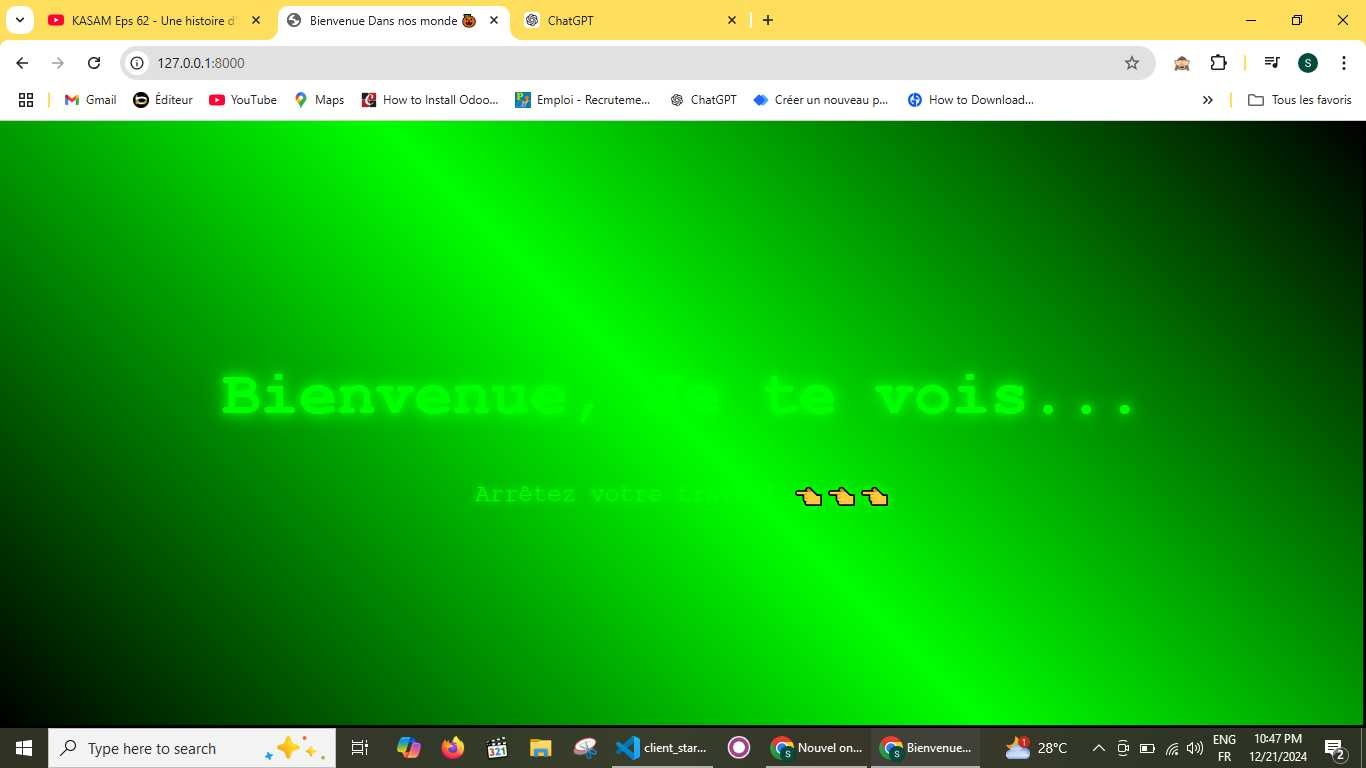 KASAM Eps 62 - Une histoire d'
Bienvenue Dans nos monde
ChatGPT
127.0.0.1:8000
S
Gmail
Éditeur
YouTube
Maps
How to Install Odoo...
Emploi - Recruteme...
ChatGPT
Créer un nouveau p...
How to Download...
Tous les favoris
Bienvenue, te vois...
Arrêtez votre
Type here to search
client_star...
Nouvel on...
Bienvenue...
1
28°C
ENG
FR
10:47 PM
12/21/2024
2